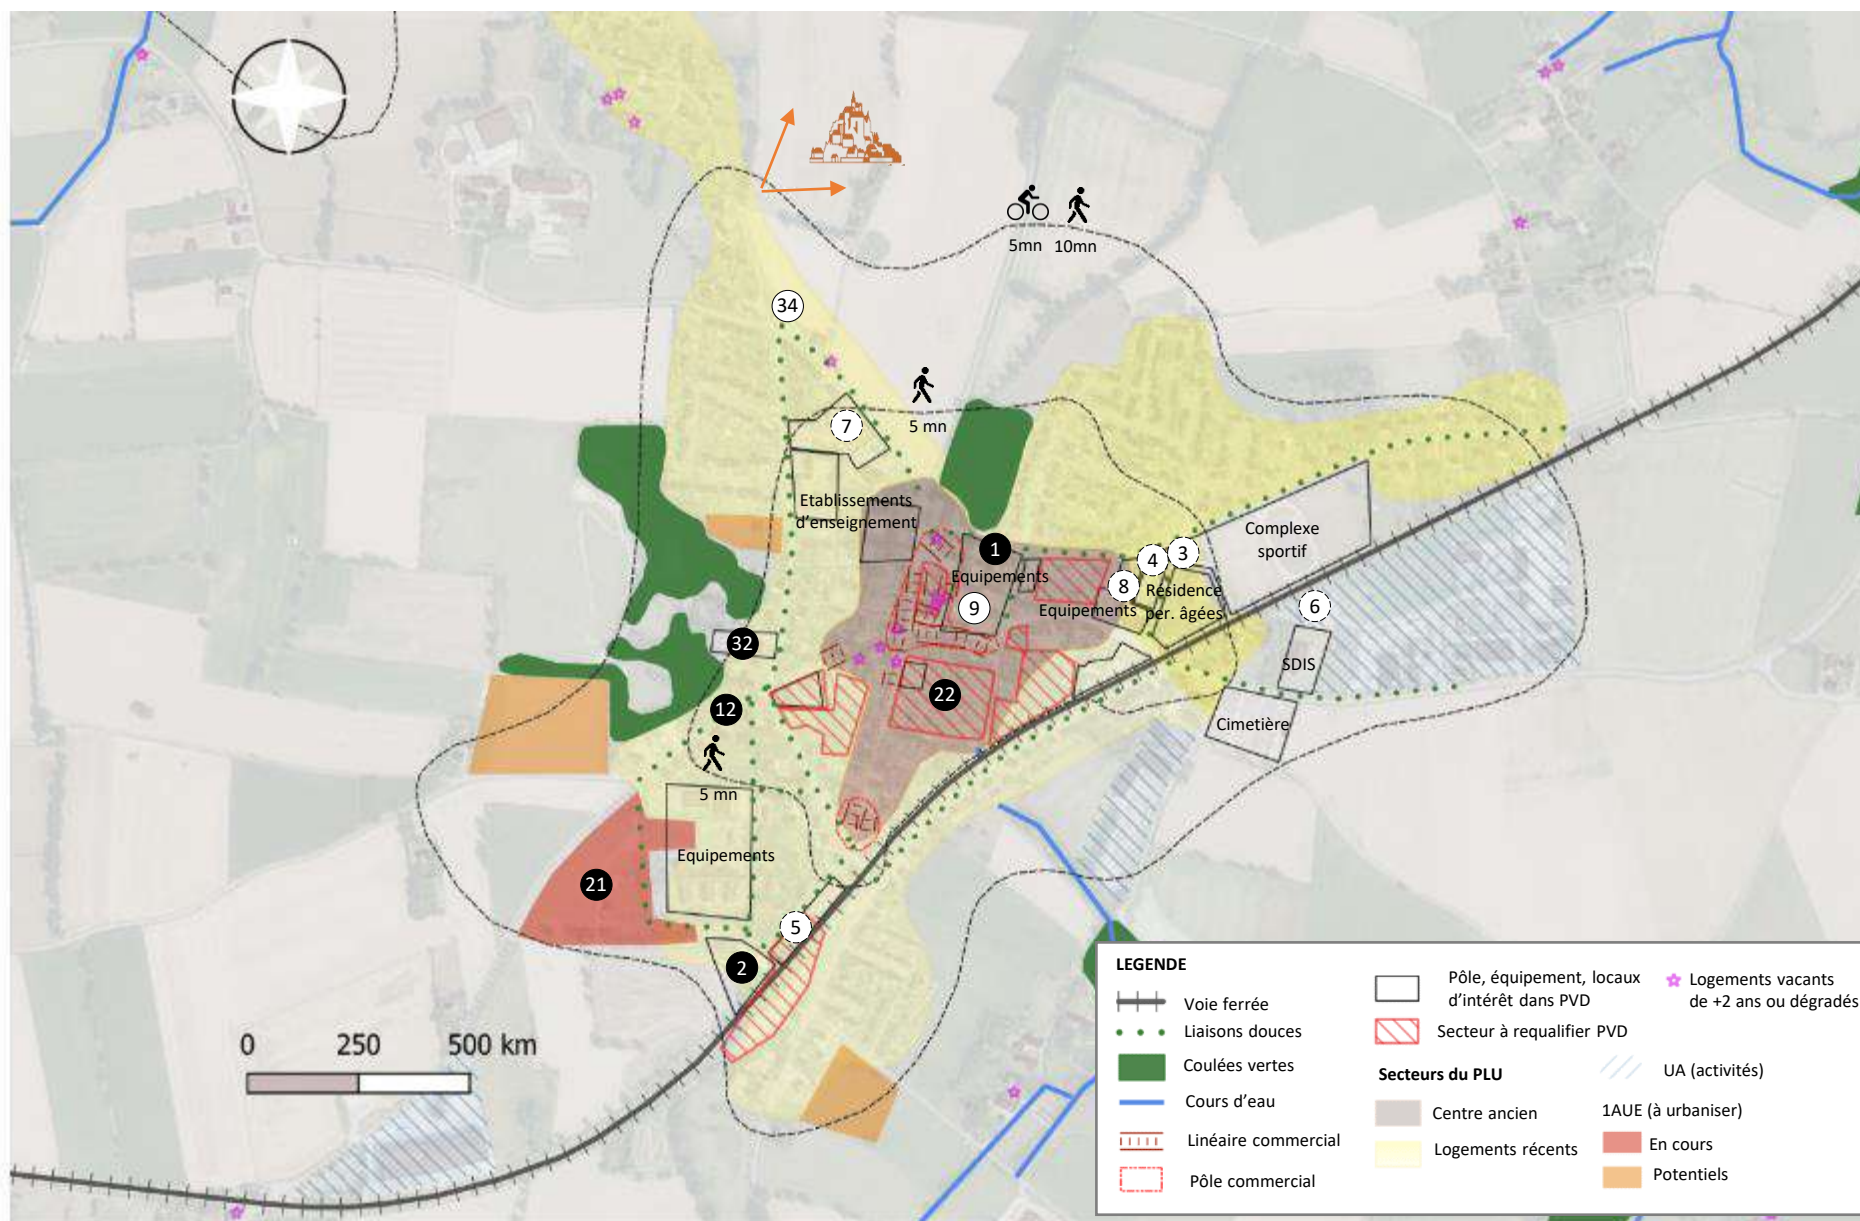 5mn 10mn
34
5 mn
7
Etablissements
d'enseignement
Complexe
sportif
1
Equipements
4
3
8
Résidence
per. âgées
Equipements
9
6
32
SDIS
22
12
Cimetière
5 mn
Equipements
21
5
2
0 250 500 km
LEGENDE
Voie ferrée
Liaisons douces
Coulées vertes
Cours d'eau
Linéaire commercial
Pôle commercial
Pôle, équipement, locaux
d'intérêt dans PVD
Secteur à requalifier PVD
Secteurs du PLU
Centre ancien
Logements récents
Logements vacants
de +2 ans ou dégradés
UA (activités)
1AUE (à urbaniser)
En cours
Potentiels